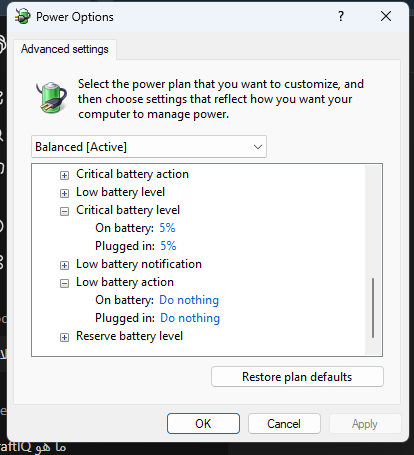 Power Options
Advanced settings
Select the power plan that you want to customize, and
then choose settings that reflect how you want your
computer to manage power.
Balanced [Active]
Critical battery action
Low battery level
Critical battery level
On battery: 5%
Plugged in: 5%
Low battery notification
Low battery action
On battery: Do nothing
Plugged in: Do nothing
Reserve battery level
Restore plan defaults
OK
Cancel
Apply
ما هو